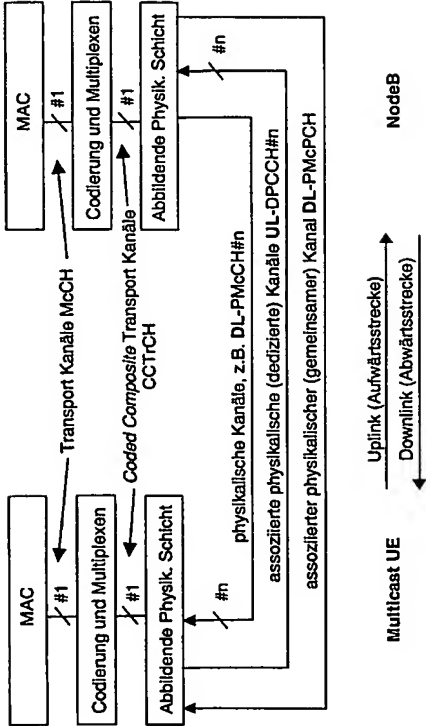 MAC
#1
Codierung und Multiplexen
#1
Abbildende Physik. Schicht
#n
Transport Kanäle McCH
Coded Composite Transport Kanäle
CCTrCH
MAC
#1
Codierung und Multiplexen
#1
Abbildende Physik. Schicht
#n
physikalische Kanäle, z.B. DL-PMcCH#n
assoziierte physikalische (dedizierte) Kanäle UL-DPCCH#n
assoziierter physikalischer (gemeinsamer) Kanal DL-PMcPCH
Multicast UE
Uplink (Aufwärtsstrecke)
Downlink (Abwärtsstrecke)
NodeB